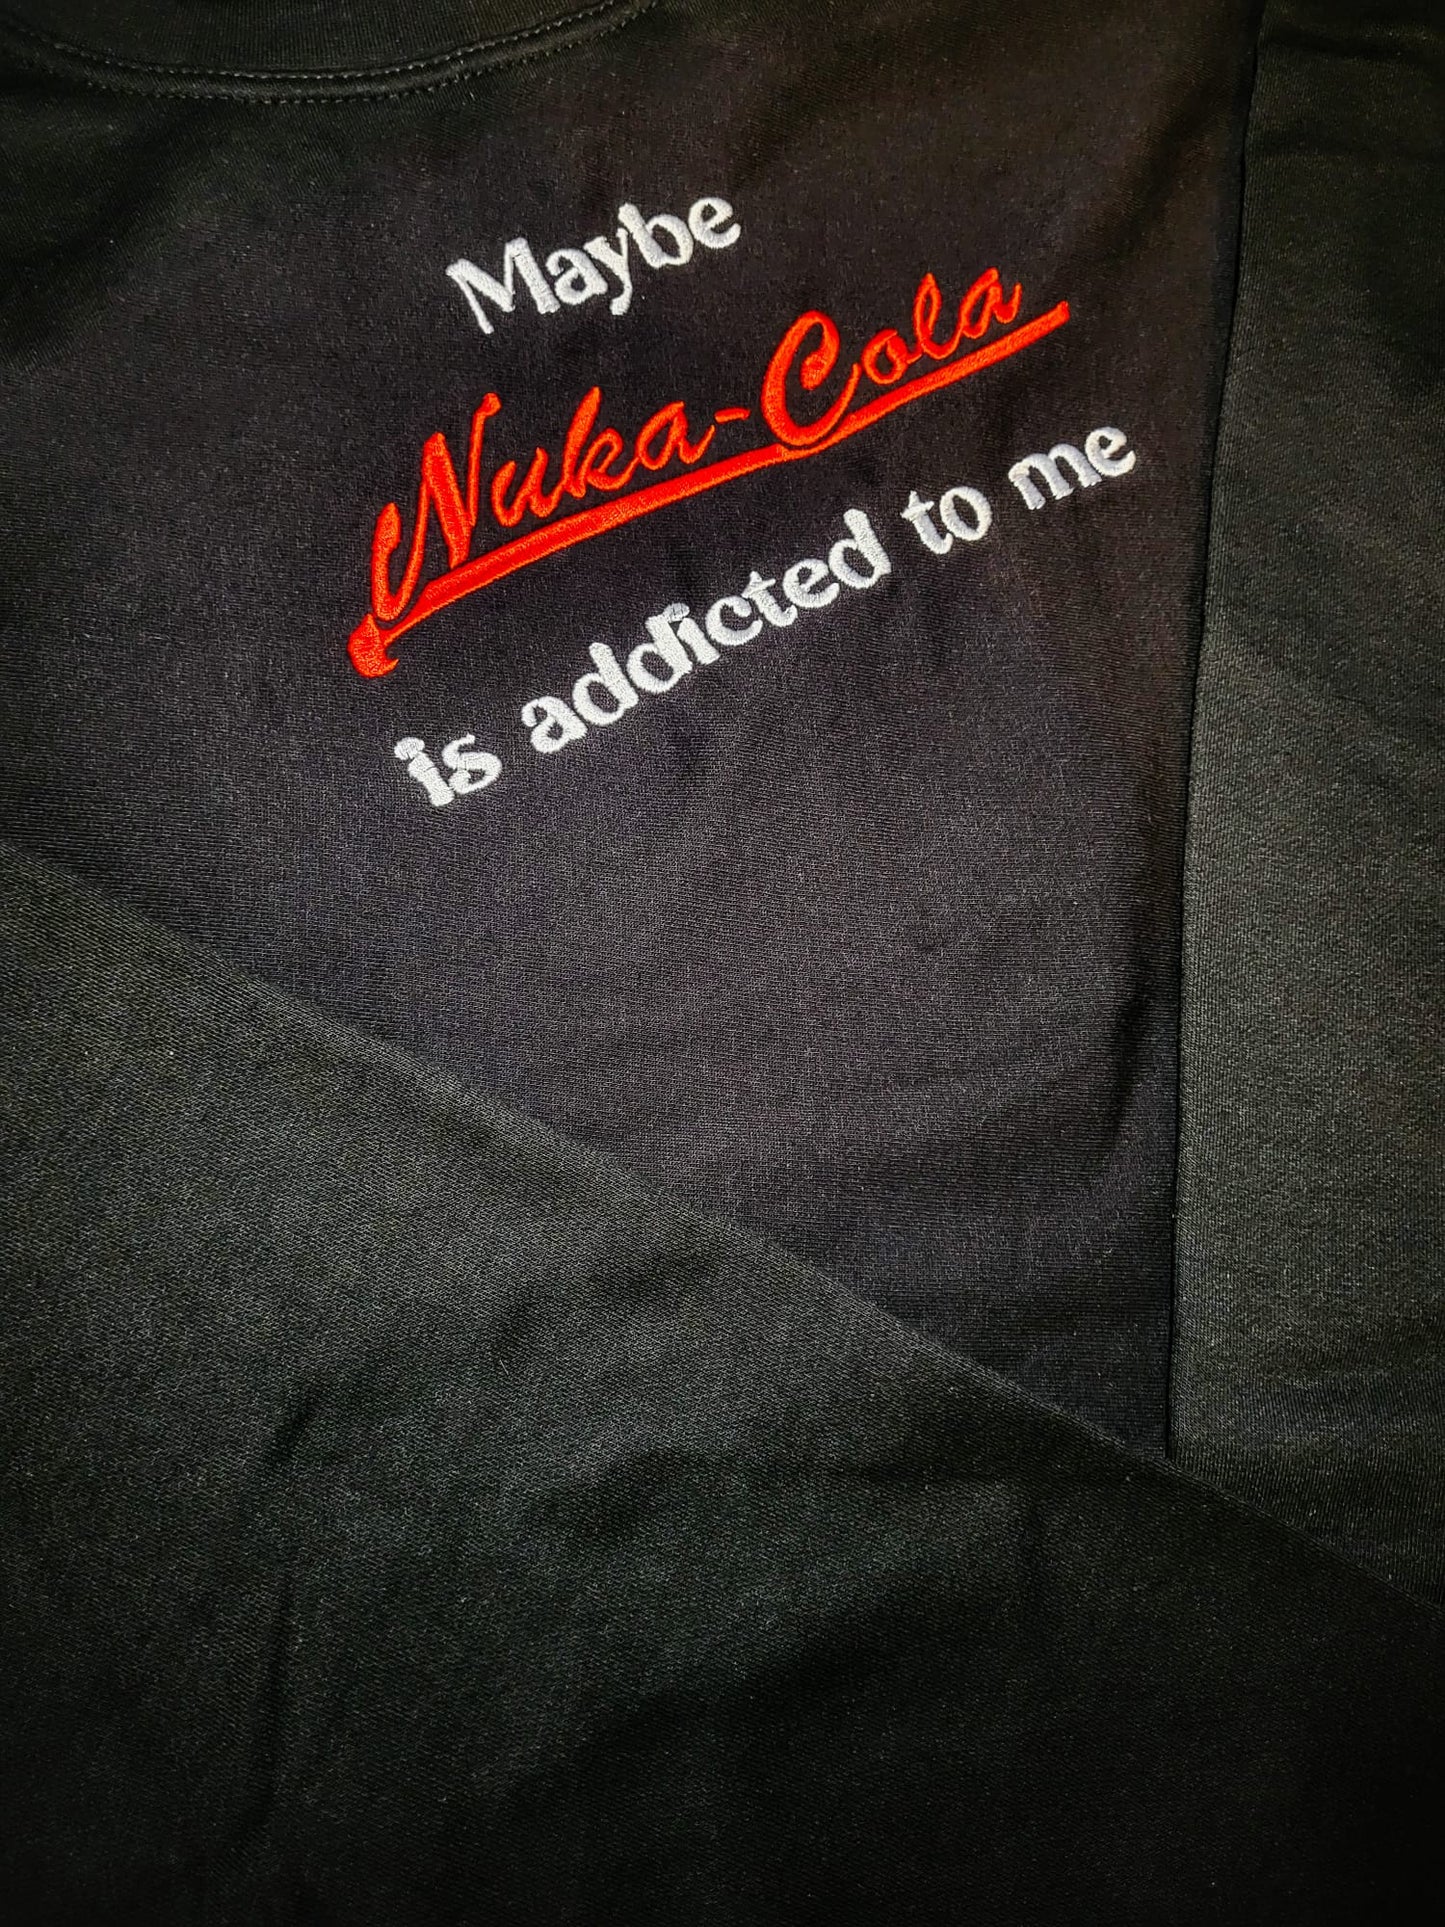 Maybe
Nuka-Cola
is addicted to me